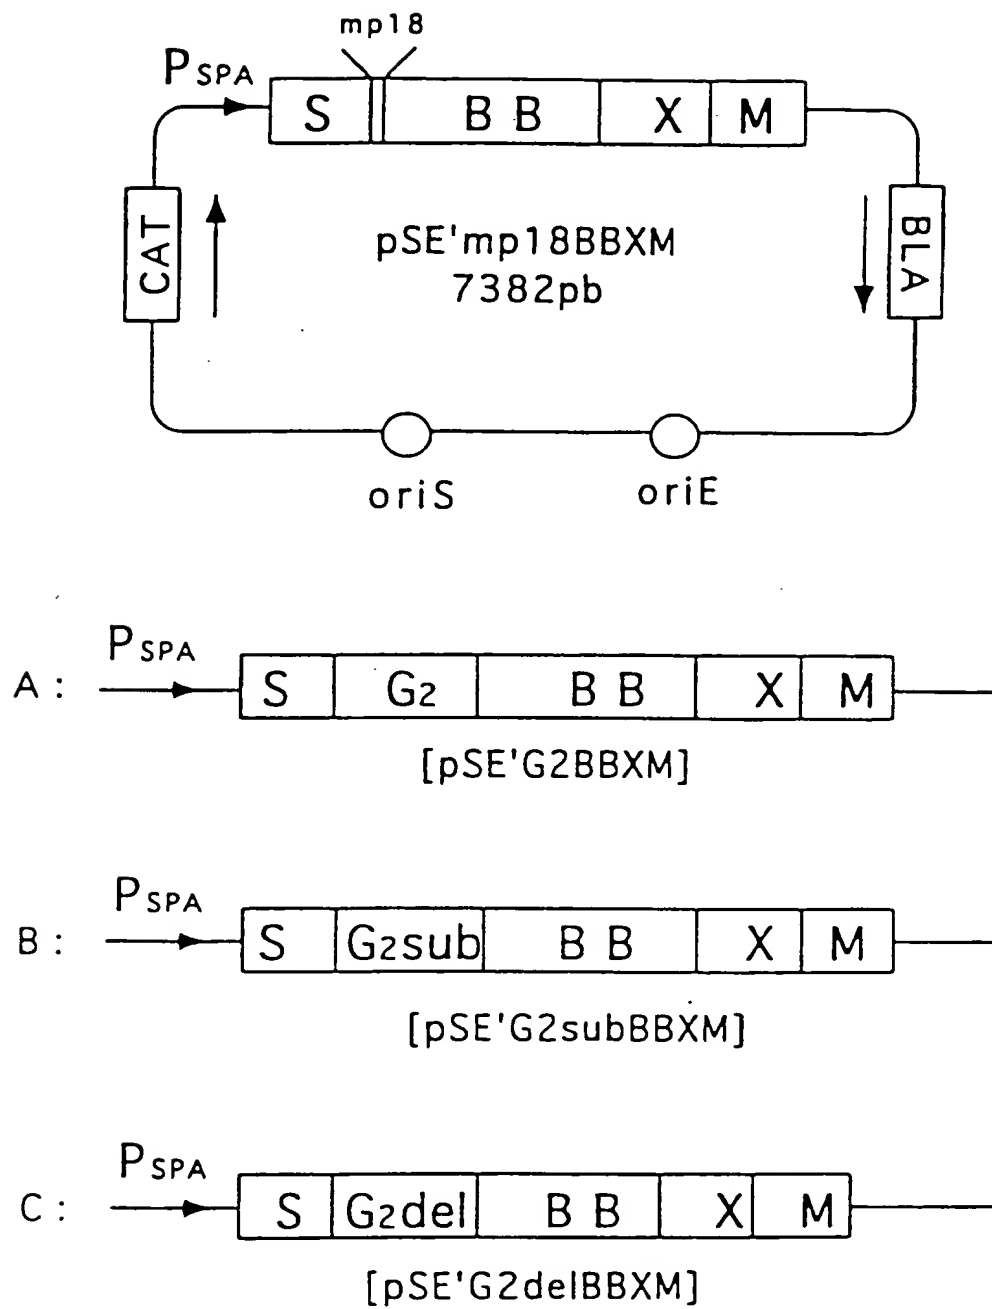 mp18
PSPA
S BB X M
CAT
BLA
pSE'mp18BBXM
7382pb
oriS
oriE
PSPA
A : S G2 BB X M
[pSE'G2BBXM]
PSPA
B : S G2sub BB X M
[pSE'G2subBBXM]
PSPA
C : S G2del BB X M
[pSE'G2delBBXM]